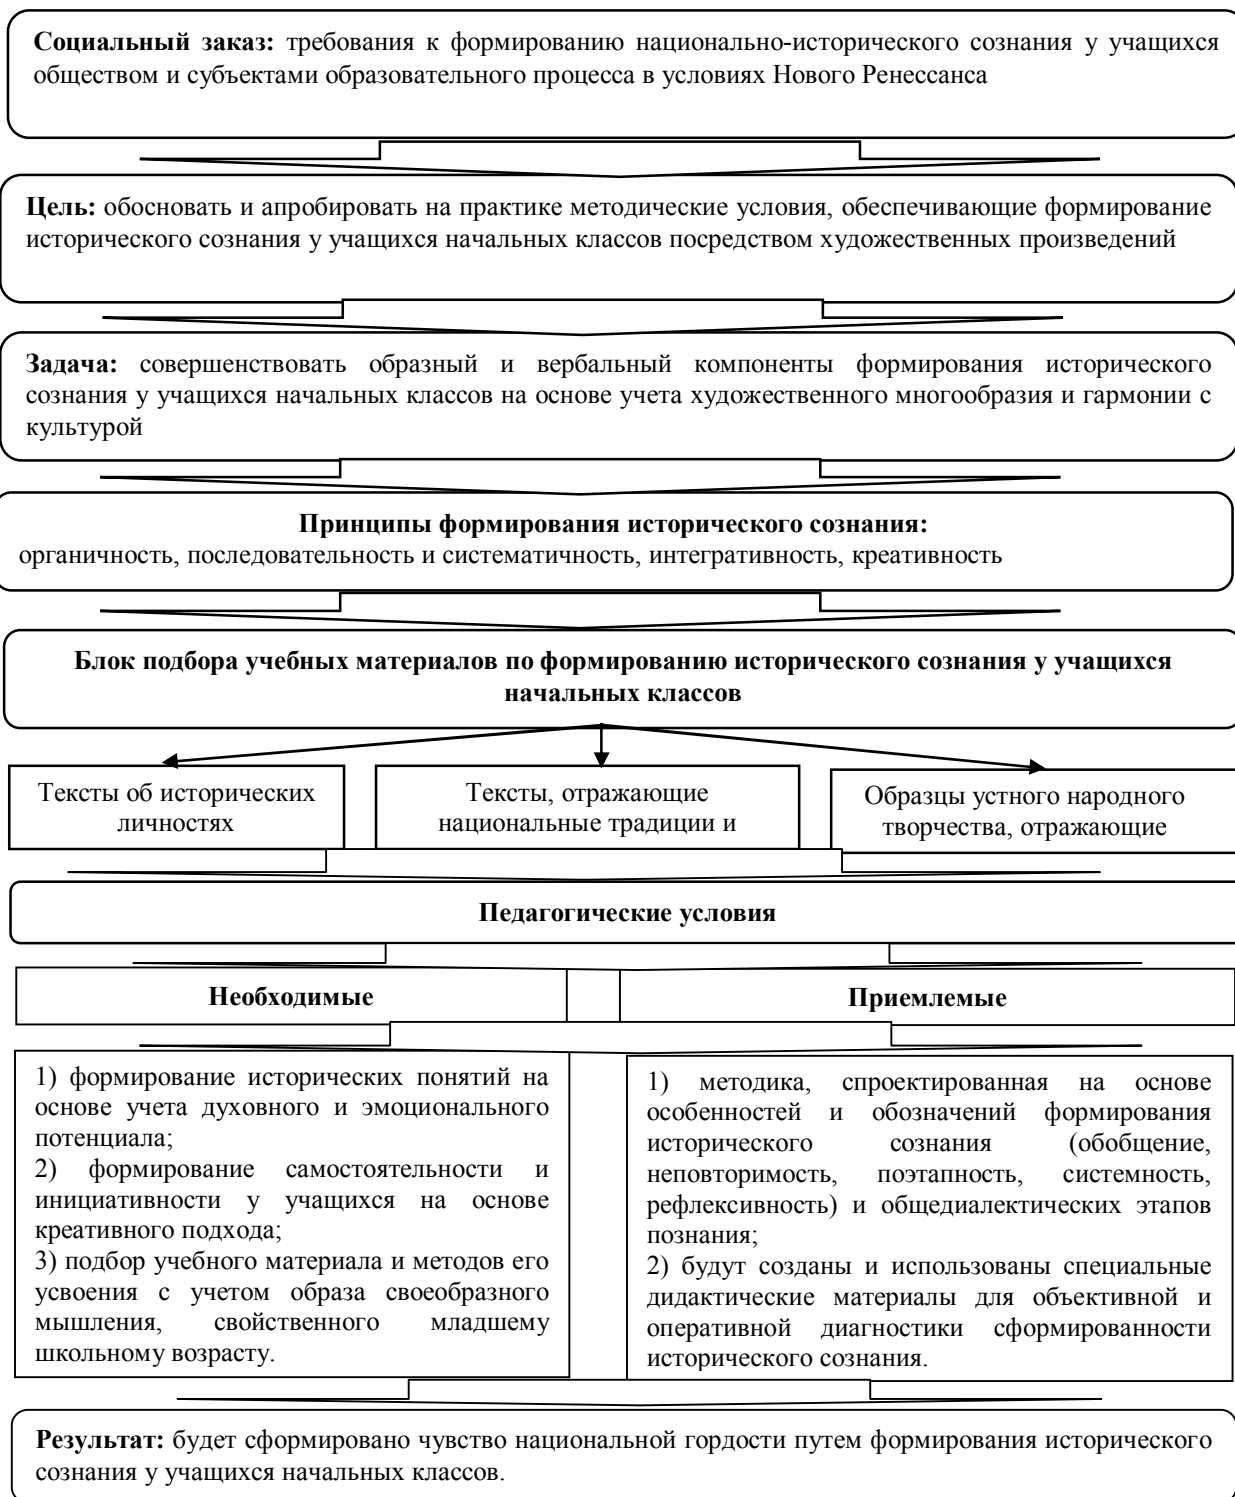 Социальный заказ: требования к формированию национально-исторического сознания у учащихся
обществом и субъектами образовательного процесса в условиях Нового Ренессанса
Цель: обосновать и апробировать на практике методические условия, обеспечивающие формирование
исторического сознания у учащихся начальных классов посредством художественных произведений
Задача: совершенствовать образный и вербальный компоненты формирования исторического
сознания у учащихся начальных классов на основе учета художественного многообразия и гармонии с
культурой
Принципы формирования исторического сознания:
органичность, последовательность и систематичность, интегративность, креативность
Блок подбора учебных материалов по формированию исторического сознания у учащихся
начальных классов
Тексты об исторических
личностях
Тексты, отражающие
национальные традиции и
Образцы устного народного
творчества, отражающие
Педагогические условия
Необходимые
Приемлемые
1) формирование исторических понятий на
основе учета духовного и эмоционального
потенциала;
2) формирование самостоятельности и
инициативности у учащихся на основе
креативного подхода;
3) подбор учебного материала и методов его
усвоения с учетом образа своеобразного
мышления, свойственного младшему
школьному возрасту.
1) методика, спроектированная на основе
особенностей и обозначений формирования
исторического сознания (обобщение,
неповторимость, поэтапность, системность,
рефлексивность) и общедиалектических этапов
познания;
2) будут созданы и использованы специальные
дидактические материалы для объективной и
оперативной диагностики сформированности
исторического сознания.
Результат: будет сформировано чувство национальной гордости путем формирования исторического
сознания у учащихся начальных классов.